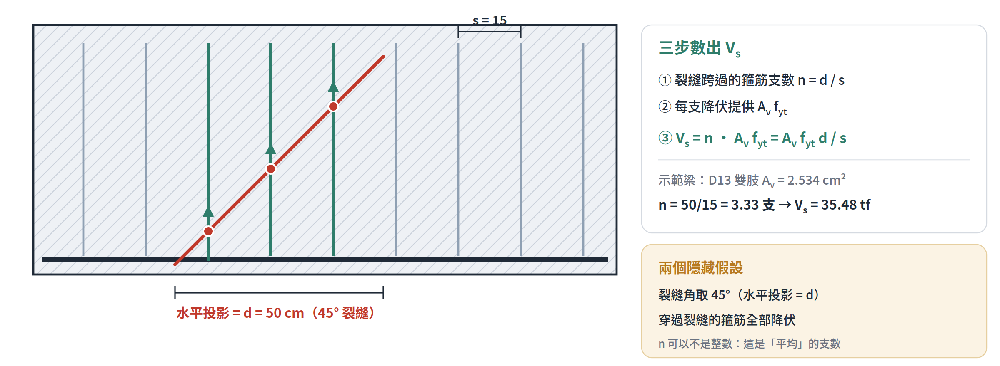 s = 15
水平投影 = d = 50 cm（45° 裂縫）
三步數出 Vs
① 裂縫跨過的箍筋支數 n = d / s
② 每支降伏提供 Av fyt
③ Vs = n · Av fyt = Av fyt d / s
示範梁：D13 雙肢 Av = 2.534 cm²
n = 50/15 = 3.33 支 → Vs = 35.48 tf
兩個隱藏假設
裂縫角取 45°（水平投影 = d）
穿過裂縫的箍筋全部降伏
n 可以不是整數：這是「平均」的支數